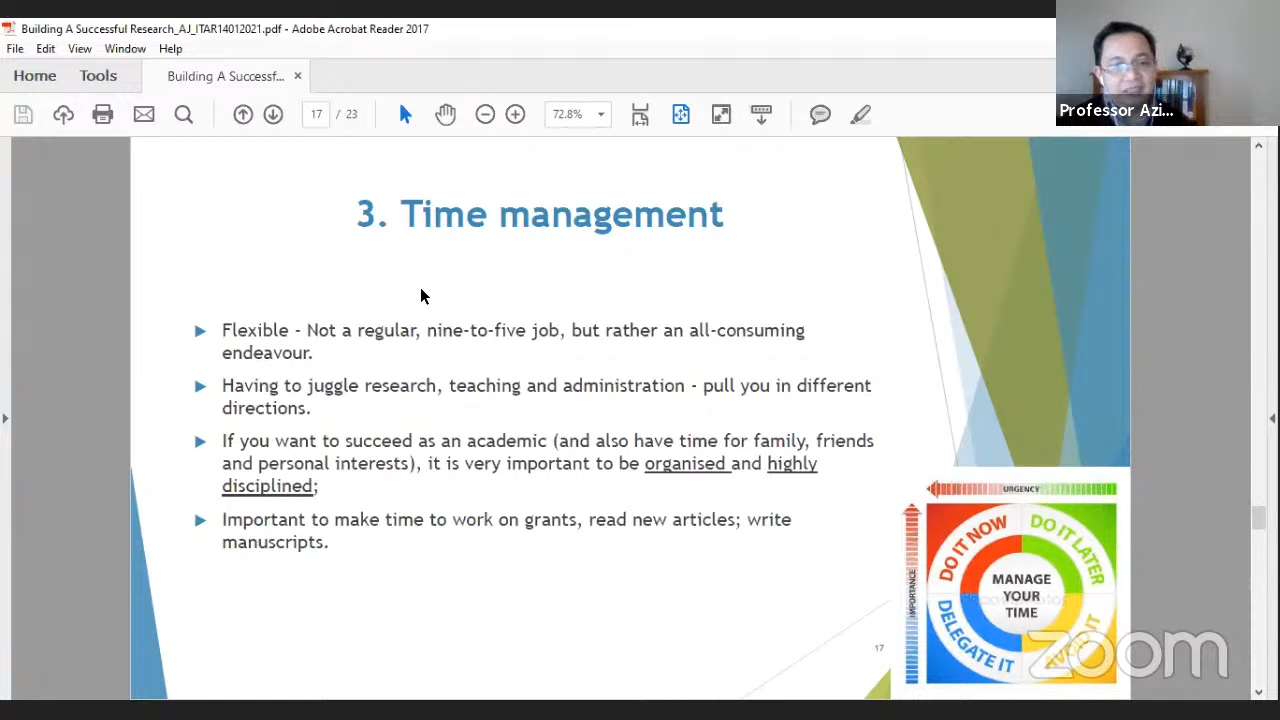 Building A Successful Research_AJ_ITAR14012021.pdf - Adobe Acrobat Reader 2017
File Edit View Window Help
Home Tools Building A Successf... ×
17 / 23 72.8%
Professor Azi...
3. Time management
Flexible - Not a regular, nine-to-five job, but rather an all-consuming
endeavour.
Having to juggle research, teaching and administration - pull you in different
directions.
If you want to succeed as an academic (and also have time for family, friends
and personal interests), it is very important to be organised and highly
disciplined;
Important to make time to work on grants, read new articles; write
manuscripts.
URGENCY
IMPORTANCE
DO IT NOW
DO IT LATER
MANAGE
YOUR
TIME
DELEGATE IT
AVOID IT
17
zoom